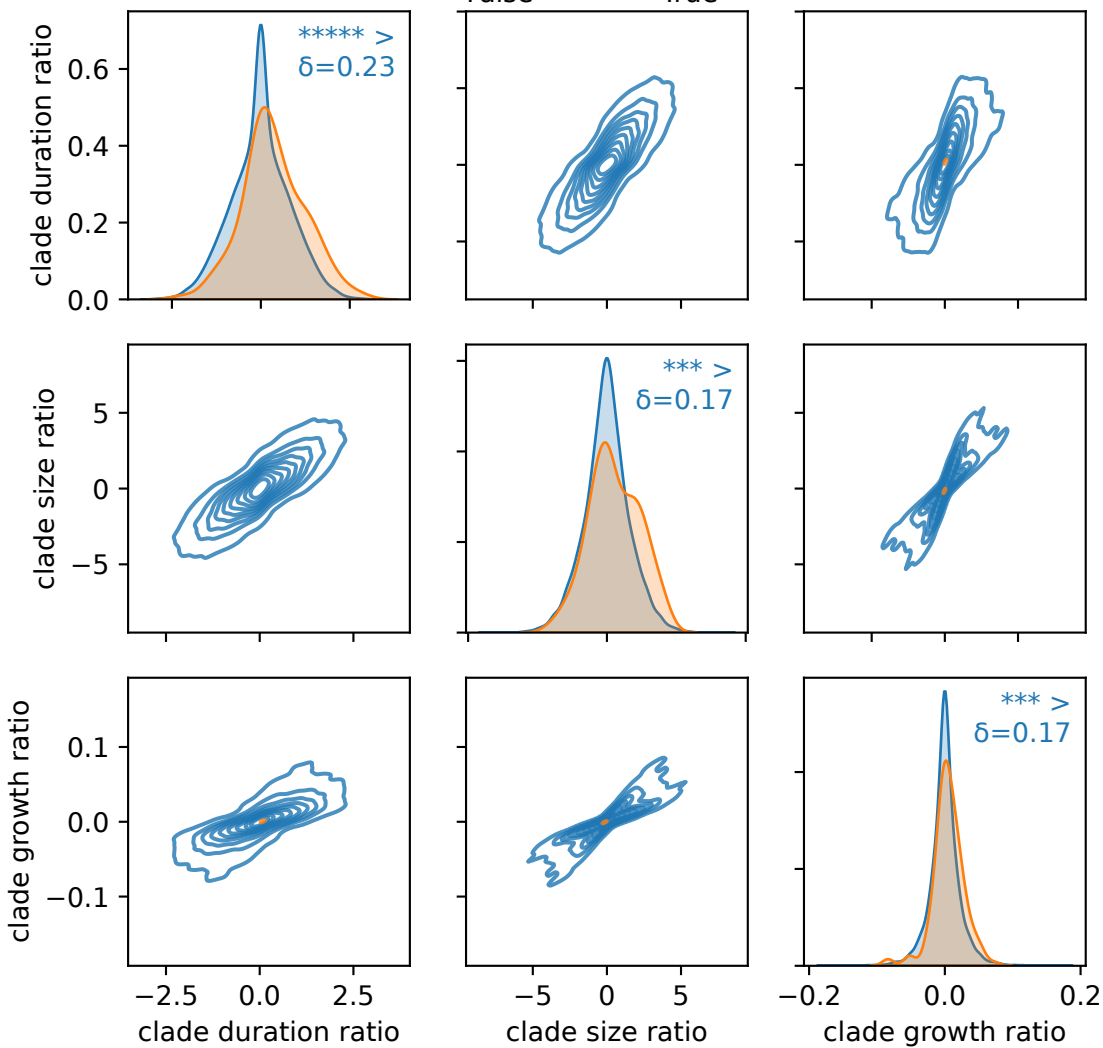 True
clade duration ratio
0.6
0.4
0.2
0.0
***** >
δ=0.23
clade size ratio
5
0
−5
*** >
δ=0.17
clade growth ratio
0.1
0.0
−0.1
*** >
δ=0.17
−2.5 0.0 2.5
−5 0 5
−0.2 0.0 0.2
clade duration ratio
clade size ratio
clade growth ratio